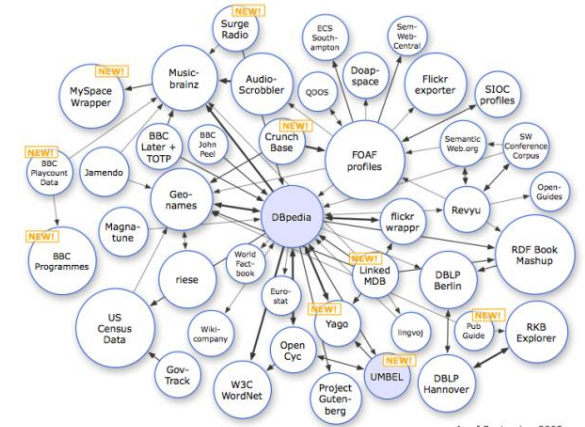 NEW!
Surge
Radio
ECS
South-
ampton
Sem-
Web-
Central
NEW!
MySpace
Wrapper
Music-
brainz
Audio-
Scrobbler
QDOS
Doap-
space
Flickr
exporter
SIOC
profiles
NEW!
BBC
Playcount
Data
BBC
Later +
TOTP
BBC
John
Peel
NEW!
Crunch
Base
FOAF
profiles
Semantic
Web.org
SW
Conference
Corpus
Jamendo
Geo-
names
DBpedia
flickr
wrappr
Revyu
Open-
Guides
NEW!
BBC
Programmes
Magna-
tune
riese
World
Fact-
book
NEW!
Linked
MDB
DBLP
Berlin
RDF Book
Mashup
US
Census
Data
Wiki-
company
Euro-
stat
NEW!
Yago
lingvoj
NEW!
Pub
Guide
RKB
Explorer
Gov-
Track
W3C
WordNet
Open
Cyc
Project
Guten-
berg
NEW!
UMBEL
DBLP
Hannover